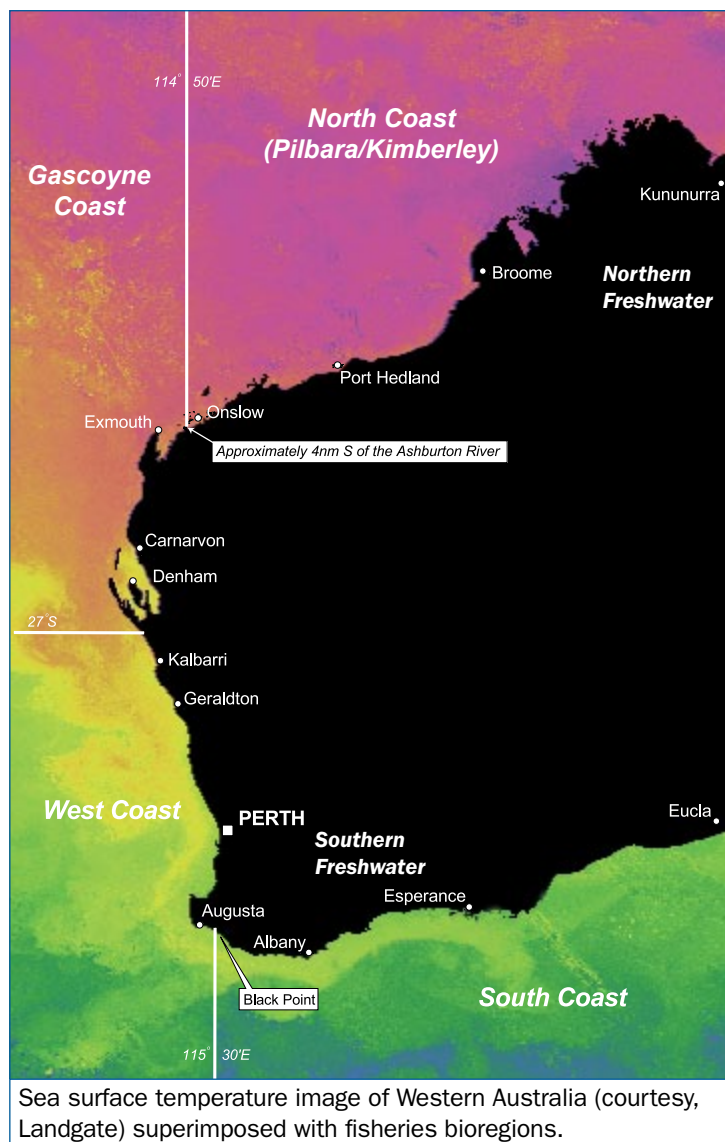 114° 50'E
North Coast
(Pilbara/Kimberley)
Gascoyne
Coast
Kununurra
Broome
Northern
Freshwater
Port Hedland
Onslow
Exmouth
Approximately 4nm S of the Ashburton River
Carnarvon
Denham
27°S
Kalbarri
Geraldton
West Coast
PERTH
Eucla
Southern
Freshwater
Esperance
Augusta
Albany
Black Point
South Coast
115° 30'E
Sea surface temperature image of Western Australia (courtesy,
Landgate) superimposed with fisheries bioregions.